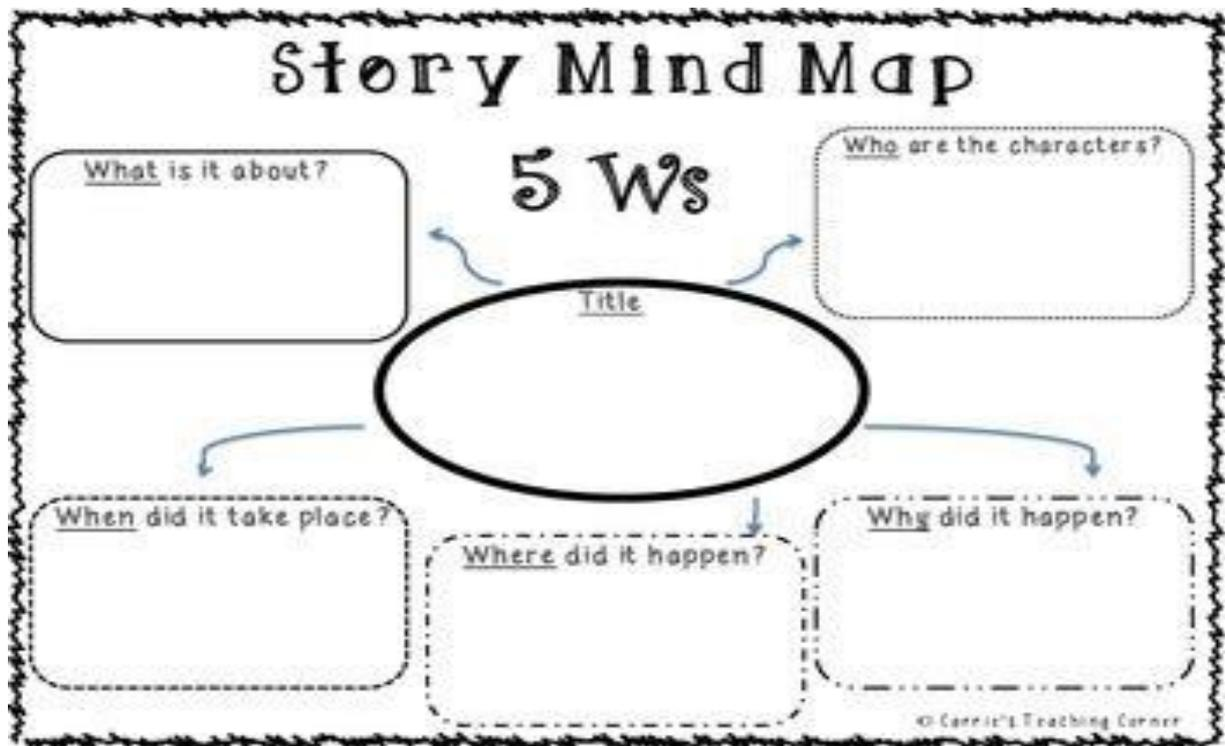 Story Mind Map
5 Ws
What is it about?
Who are the characters?
Title
When did it take place?
Where did it happen?
Why did it happen?
© Carrie's Teaching Corner